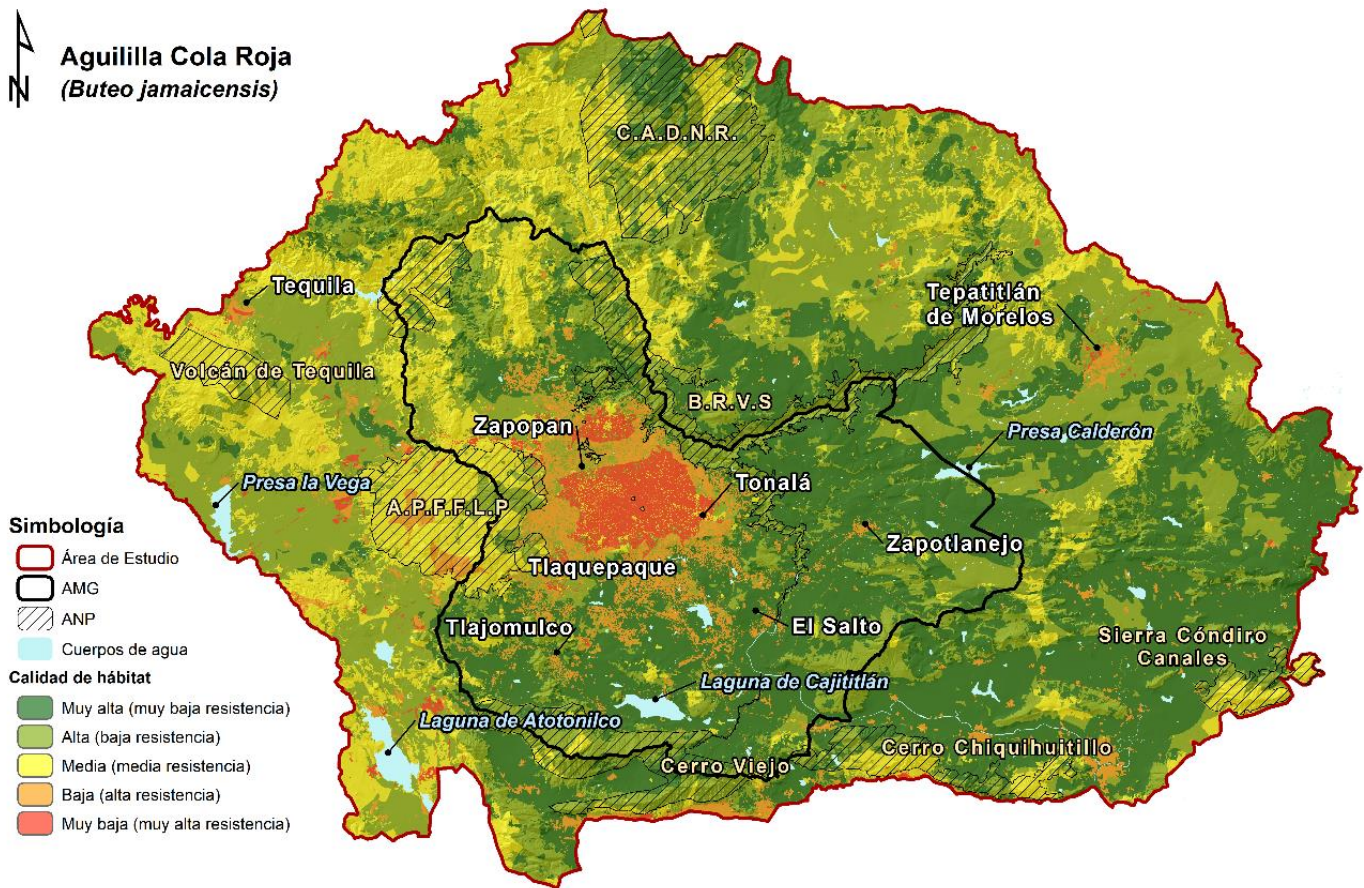 N
Aguililla Cola Roja
(Buteo jamaicensis)
C.A.D.N.R.
Tequila
Tepatitlán
de Morelos
Volcán de Tequila
B.R.V.S
Zapopan
Presa Calderón
Presa la Vega
Tonalá
A.P.F.F.L.P
Zapotlanejo
Tlaquepaque
El Salto
Tlajomulco
Sierra Cóndiro
Canales
Laguna de Cajititlán
Laguna de Atotonilco
Cerro Chiquihuitillo
Cerro Viejo
Simbología
Área de Estudio
AMG
ANP
Cuerpos de agua
Calidad de hábitat
Muy alta (muy baja resistencia)
Alta (baja resistencia)
Media (media resistencia)
Baja (alta resistencia)
Muy baja (muy alta resistencia)